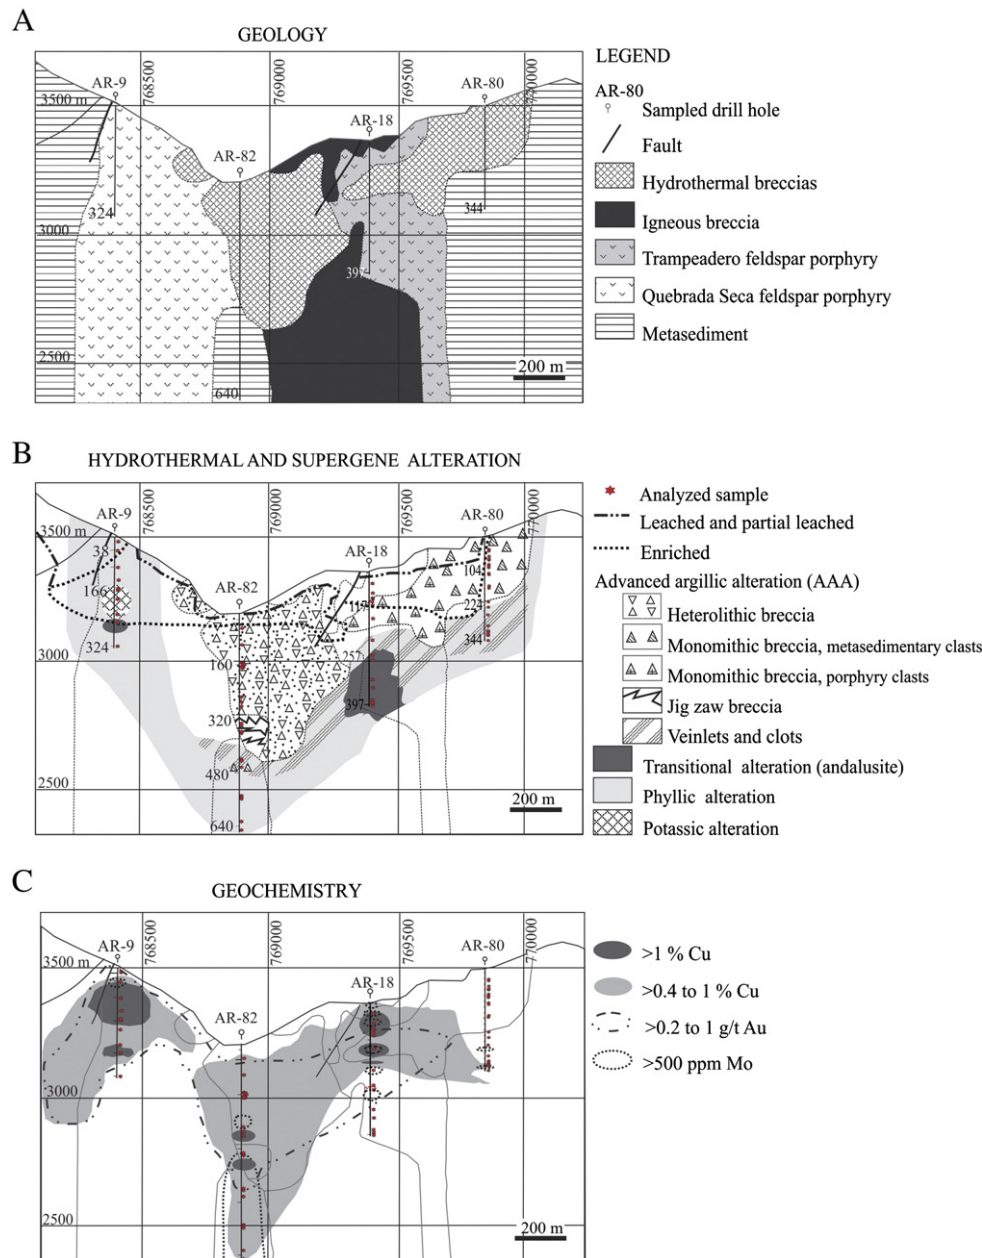 A
GEOLOGY
AR-9
768500
769000
AR-18
769500
AR-80
770000
3500 m
AR-82
324
3000
344
397
2500
640
200 m
LEGEND
AR-80
Sampled drill hole
Fault
Hydrothermal breccias
Igneous breccia
Trampeadero feldspar porphyry
Quebrada Seca feldspar porphyry
Metasediment
B
HYDROTHERMAL AND SUPERGENE ALTERATION
AR-9
768500
769000
769500
AR-80
770000
3500 m
38
AR-18
104
AR-82
166
119
224
324
344
3000
160
257
320
397
480
2500
640
200 m
Analyzed sample
Leached and partial leached
Enriched
Advanced argillic alteration (AAA)
Heterolithic breccia
Monomithic breccia, metasedimentary clasts
Monomithic breccia, porphyry clasts
Jig zaw breccia
Veinlets and clots
Transitional alteration (andalusite)
Phyllic alteration
Potassic alteration
C
GEOCHEMISTRY
AR-9
768500
769000
769500
AR-80
770000
3500 m
AR-18
AR-82
3000
2500
200 m
>1 % Cu
>0.4 to 1 % Cu
>0.2 to 1 g/t Au
>500 ppm Mo